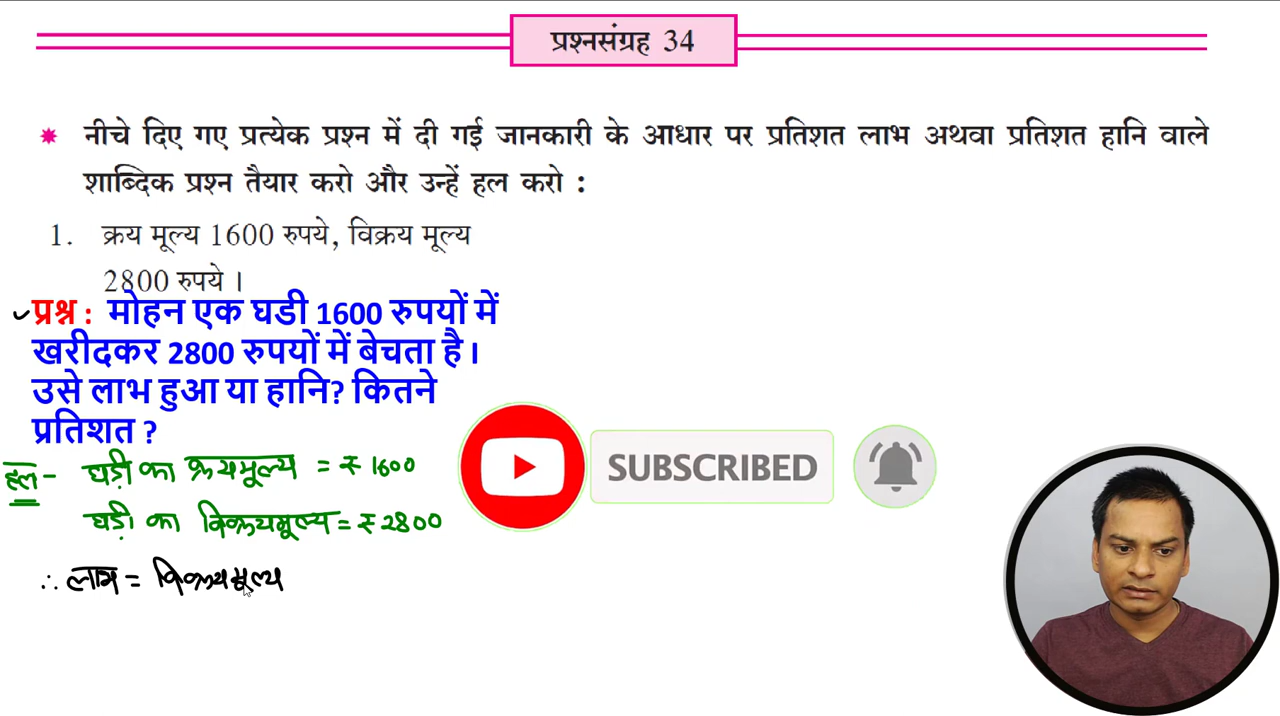 प्रश्नसंग्रह 34
नीचे दिए गए प्रत्येक प्रश्न में दी गई जानकारी के आधार पर प्रतिशत लाभ अथवा प्रतिशत हानि वाले
शाब्दिक प्रश्न तैयार करो और उन्हें हल करो :
1. क्रय मूल्य 1600 रुपये, विक्रय मूल्य
2800 रुपये ।
प्रश्न : मोहन एक घडी 1600 रुपयों में
खरीदकर 2800 रुपयों में बेचता है ।
उसे लाभ हुआ या हानि? कितने
प्रतिशत ?
हल - घड़ी का क्रयमूल्य = ₹ 1600
घड़ी का विक्रयमूल्य = ₹ 2800
∴ लाभ = विक्रयमूल्य
SUBSCRIBED